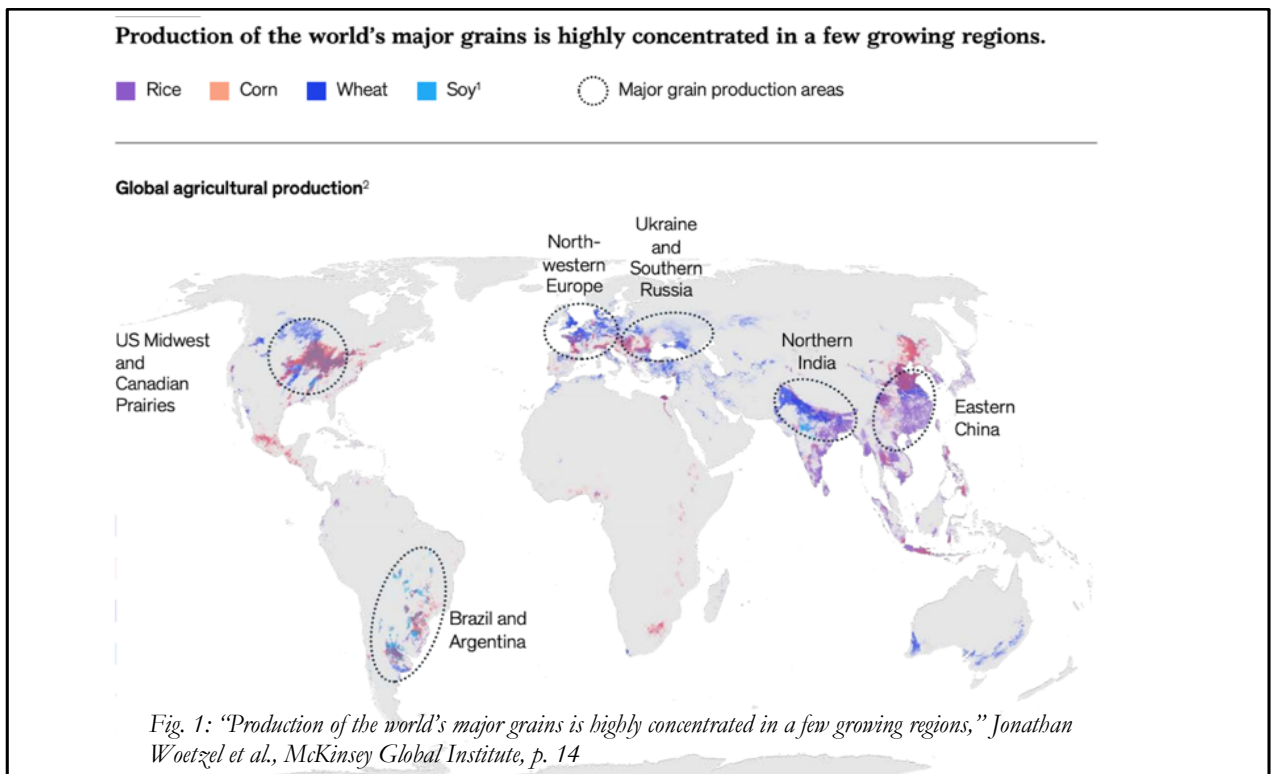 Production of the world's major grains is highly concentrated in a few growing regions.
Rice Corn Wheat Soy¹ Major grain production areas
Global agricultural production²
North-
western
Europe
Ukraine
and
Southern
Russia
US Midwest
and
Canadian
Prairies
Northern
India
Eastern
China
Brazil and
Argentina
Fig. 1: “Production of the world’s major grains is highly concentrated in a few growing regions,” Jonathan
Woetzel et al., McKinsey Global Institute, p. 14